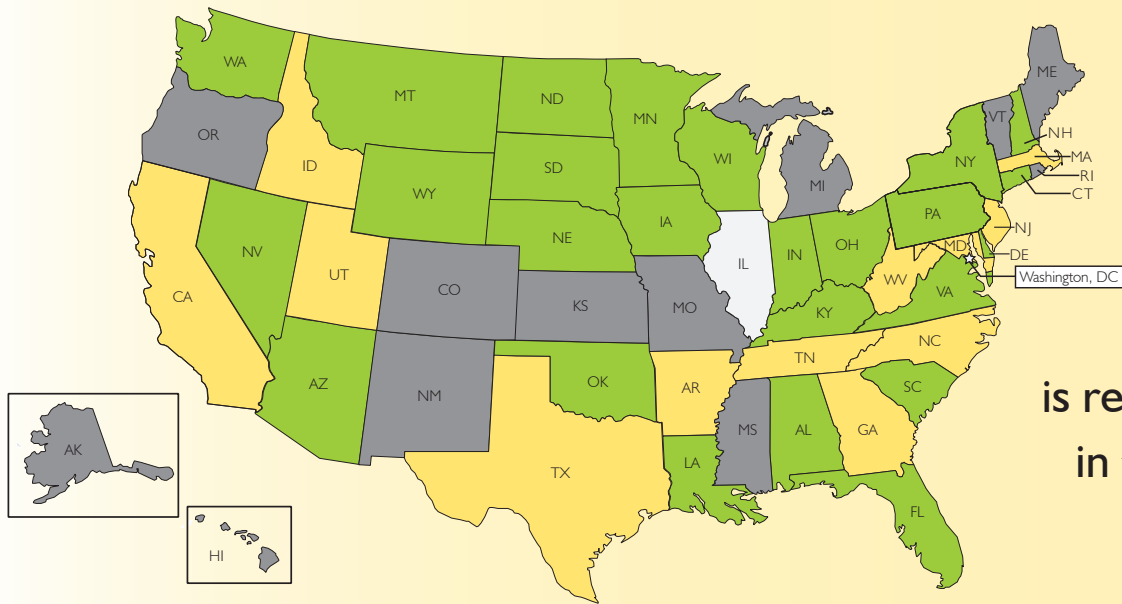 WA
MT
ND
MN
ME
OR
ID
SD
WI
VT
NH
NY
MA
MI
RI
WY
CT
IA
PA
NE
NJ
NV
OH
IN
MD
IL
DE
UT
Washington, DC
CA
CO
WV
KS
MO
VA
KY
NC
TN
OK
AZ
AR
NM
SC
is re
MS
AL
GA
AK
LA
in
TX
FL
HI